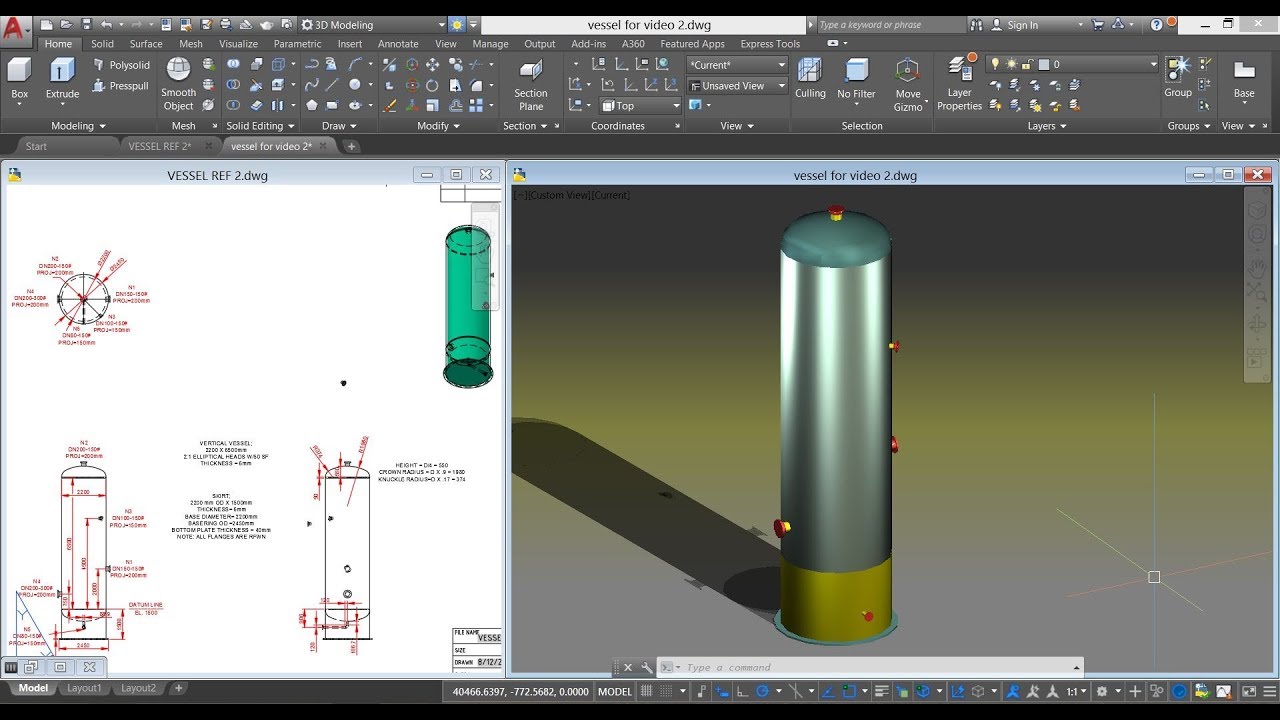 3D Modeling
vessel for video 2.dwg
Type a keyword or phrase
Sign In
Home Solid Surface Mesh Visualize Parametric Insert Annotate View Manage Output Add-ins A360 Featured Apps Express Tools
Box
Extrude
Polysolid
Presspull
Smooth
Object
Section
Plane
Top
*Current*
Unsaved View
Culling
No Filter
Move
Gizmo
Layer
Properties
0
Group
Base
Modeling
Mesh
Solid Editing
Draw
Modify
Section
Coordinates
View
Selection
Layers
Groups
View
Start
VESSEL REF 2*
vessel for video 2*
VESSEL REF 2.dwg
N2
DN200-150#
PROJ=200mm
N4
DN200-300#
PROJ=200mm
N1
DN150-150#
PROJ=200mm
N3
DN100-150#
PROJ=150mm
DN80-150#
PROJ=150mm
N2
DN200-150#
PROJ=200mm
2200
N3
DN100-150#
PROJ=150mm
N1
DN150-150#
PROJ=200mm
N4
DN200-300#
PROJ=200mm
DN80-150#
PROJ=150mm
2450
DATUM LINE
EL. 1500
VERTICAL VESSEL:
2200 X 6500mm
2:1 ELLIPTICAL HEADS W/50 SF
THICKNESS = 6mm
SKIRT:
2200 mm OD X 1500mm
THICKNESS= 6mm
BASE DIAMETER= 2200mm
BASERING OD =2450mm
BOTTOM PLATE THICKNESS = 40mm
NOTE: ALL FLANGES ARE RFWN
HEIGHT = D/4 = 550
CROWN RADIUS = D X .9 = 1980
KNUCKLE RADIUS=D X .17 = 374
FILE NAME
VESSEL
SIZE
DRAWN 8/12/2
vessel for video 2.dwg
[-][Custom View][Current]
Type a command
Model Layout1 Layout2
40466.6397, -772.5682, 0.0000 MODEL
1:1